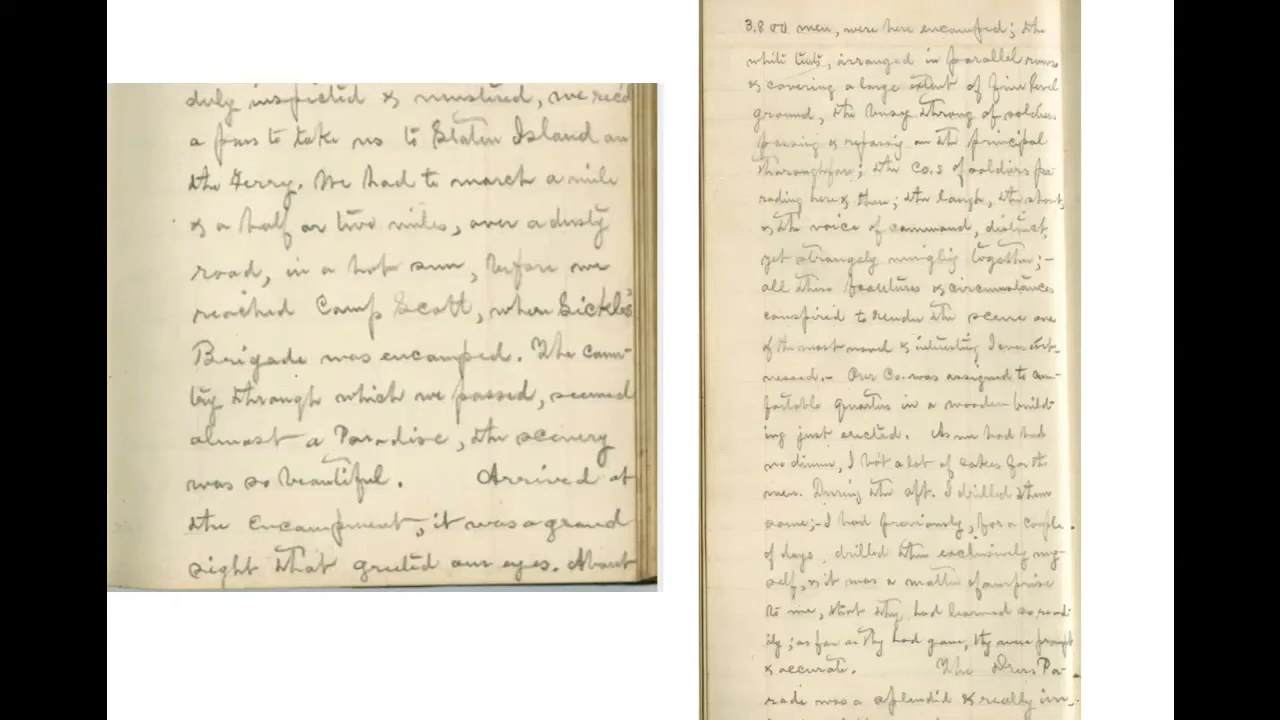 duly inspected & mustered, we rec'd
a pass to take us to Staten Island on
the Ferry. We had to march a mile
& a half or two miles, over a dusty
road, in a hot sun, before we
reached Camp Scott, where Sickles'
Brigade was encamped. The coun-
try through which we passed, seemed
almost a Paradise, the scenery
was so beautiful. Arrived at
the Encampment, it was a grand
sight that greeted our eyes. About
3.800 men, were here encamped; the
white tents, arranged in parallel rows
& covering a large extent of fine level
ground, the busy throng of soldiers
passing & repassing on the principal
thoroughfare; the Co.s of soldiers pa-
rading here & there; the laugh, the shout,
& the voice of command, distinct,
yet strangely mingling together;-
all these features & circumstances
conspired to render the scene one
of the most novel & interesting I ever wit-
nessed.- Our Co. was assigned to com-
fortable quarters in a wooden build-
ing just erected. As we had had
no dinner, I bo't a lot of cakes for the
men. During the aft. I drilled them
some;- I had previously, for a couple
of days, drilled them exclusively my-
self, & it was a matter of surprise
to me, that they had learned so read-
ily; as far as they had gone, they were prompt
& accurate. The Dress Pa-
rade was a splendid & really im-